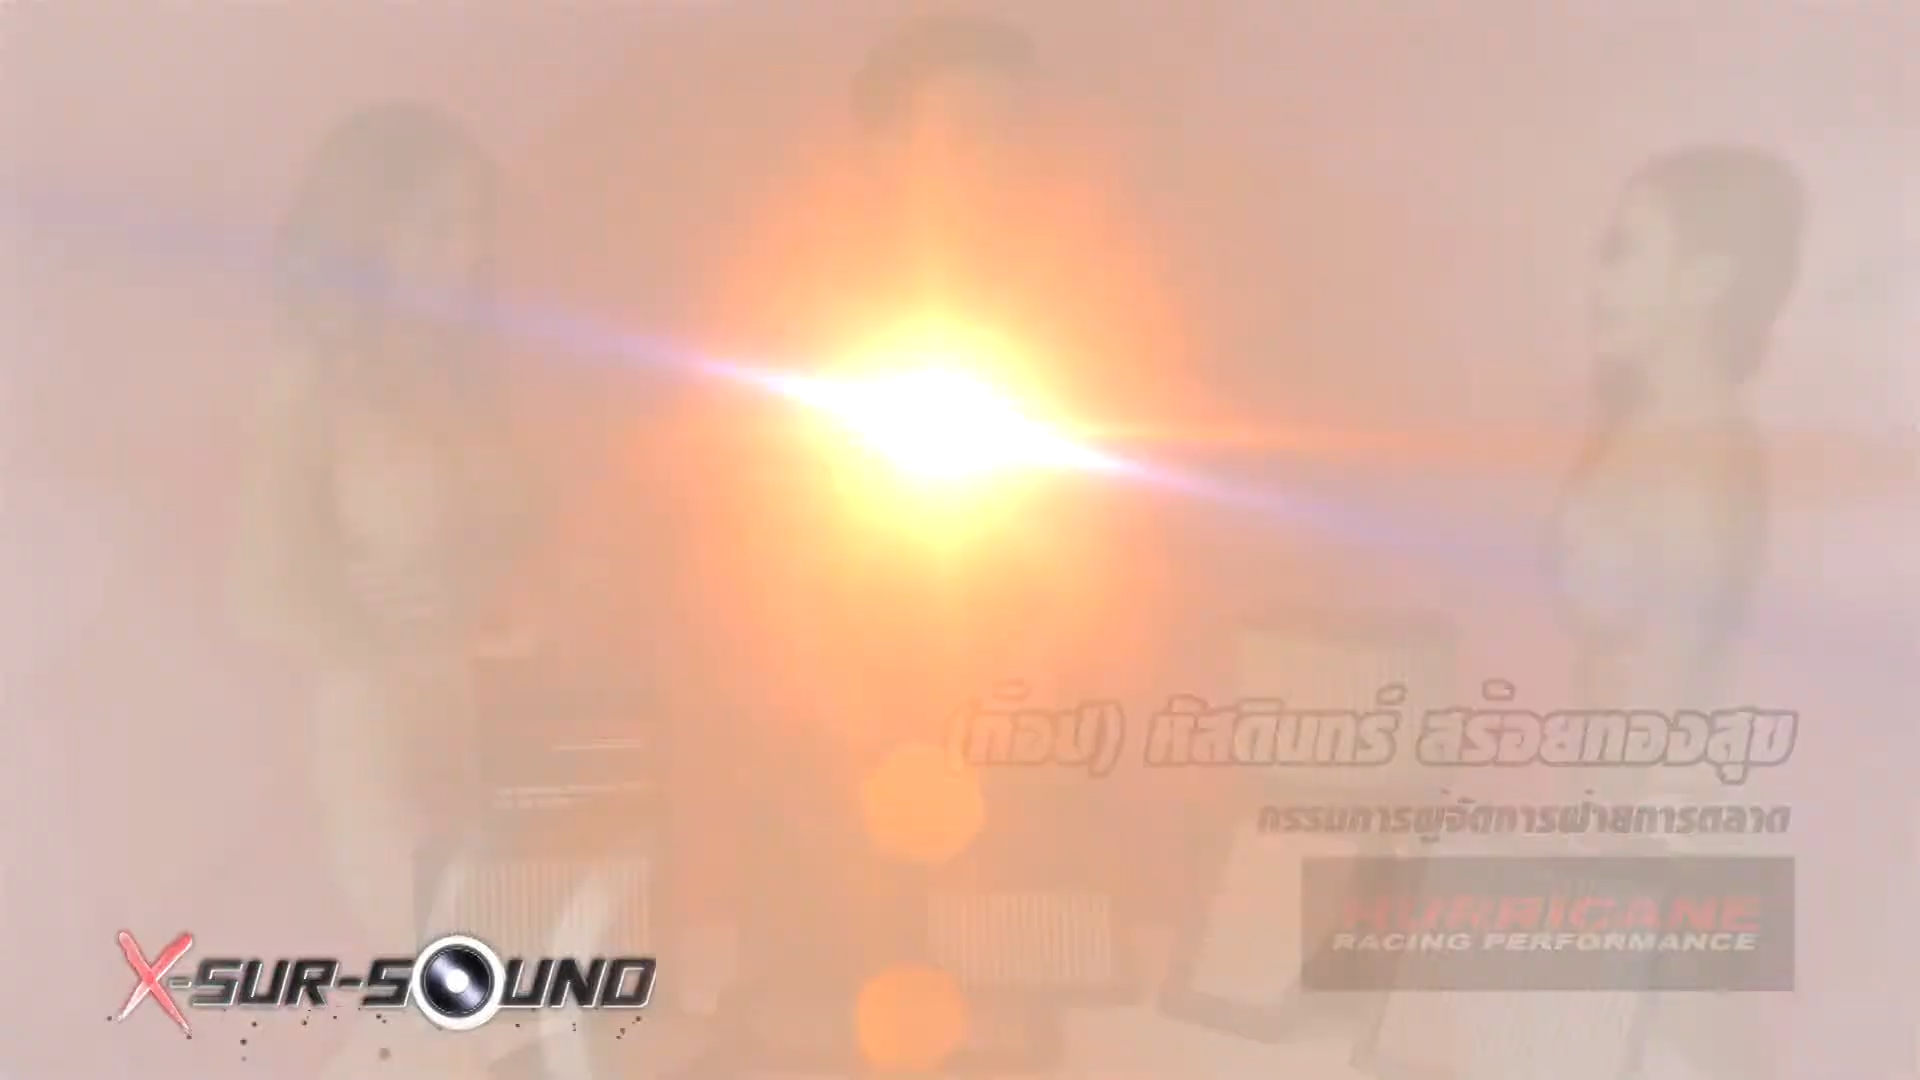 (ท็อป) หัสดินทร์ สร้อยทองสุข
กรรมการผู้จัดการฝ่ายการตลาด
HURRICANE
RACING PERFORMANCE
X-SUR-SOUND